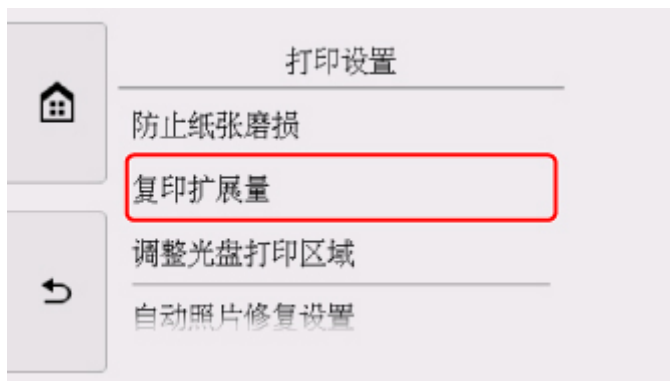 打印设置
防止纸张磨损
复印扩展量
调整光盘打印区域
自动照片修复设置